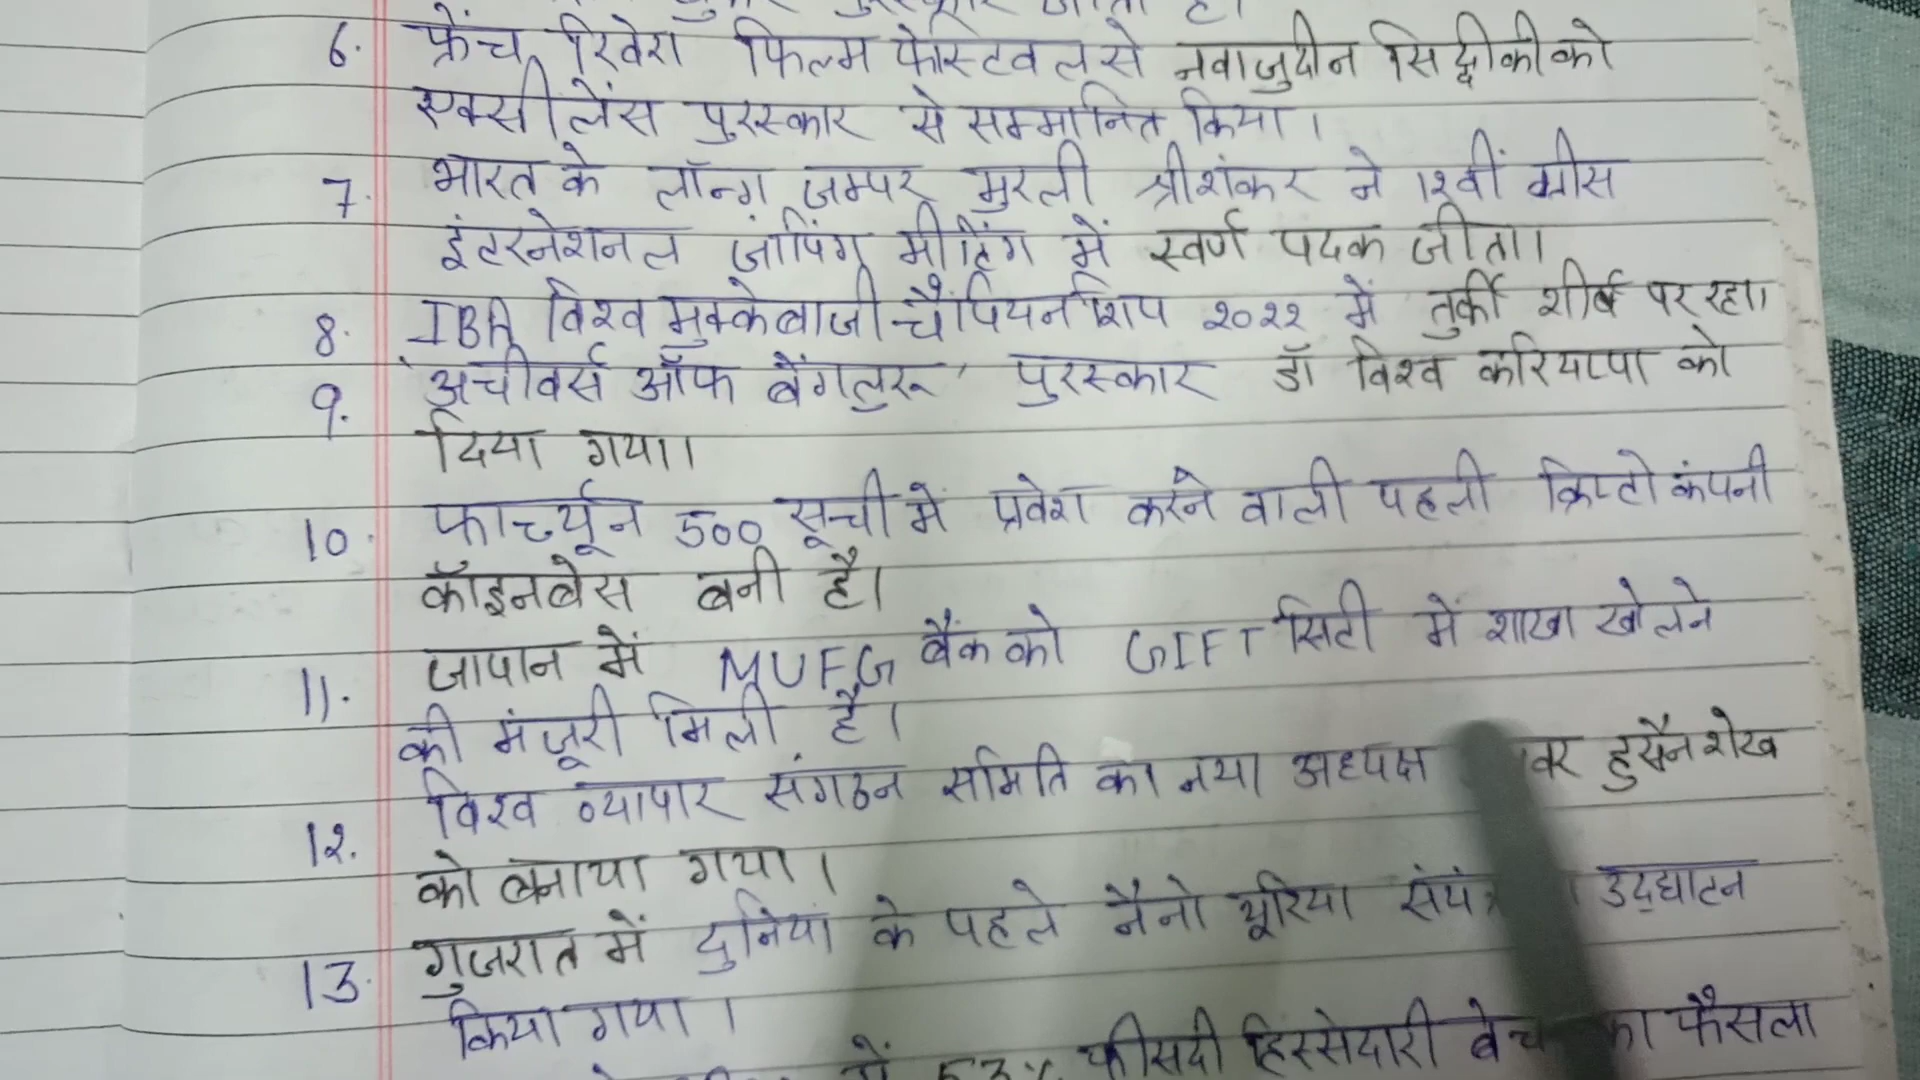 6. फ्रेंच रिवेरा फिल्म फेस्टिवल से नवाजुदीन सिद्दीकी को
एक्सीलेंस पुरस्कार से सम्मानित किया।
7. भारत के लॉन्ग जम्पर मुरली श्रीशंकर ने 12वीं ग्रीस
इंटरनेशनल जंपिंग मीटिंग में स्वर्ण पदक जीता।
8. IBA विश्व मुक्केबाजी चैंपियनशिप २०२२ में तुर्की शीर्ष पर रहा।
9. 'अचीवर्स ऑफ बेंगलुरू' पुरस्कार डॉ विश्व करियप्पा को
दिया गया।
10. फार्च्यून 500 सूची में प्रवेश करने वाली पहली क्रिप्टो कंपनी
कॉइनबेस बनी है।
11. जापान में MUFG बैंक को GIFT सिटी में शाखा खोलने
की मंजूरी मिली है।
12. विश्व व्यापार संगठन समिति का नया अध्यक्ष हुसैन शेख
को बनाया गया।
13. गुजरात में दुनिया के पहले नैनो यूरिया उद्घाटन
किया गया।
में 53% फीसदी हिस्सेदारी फैसला